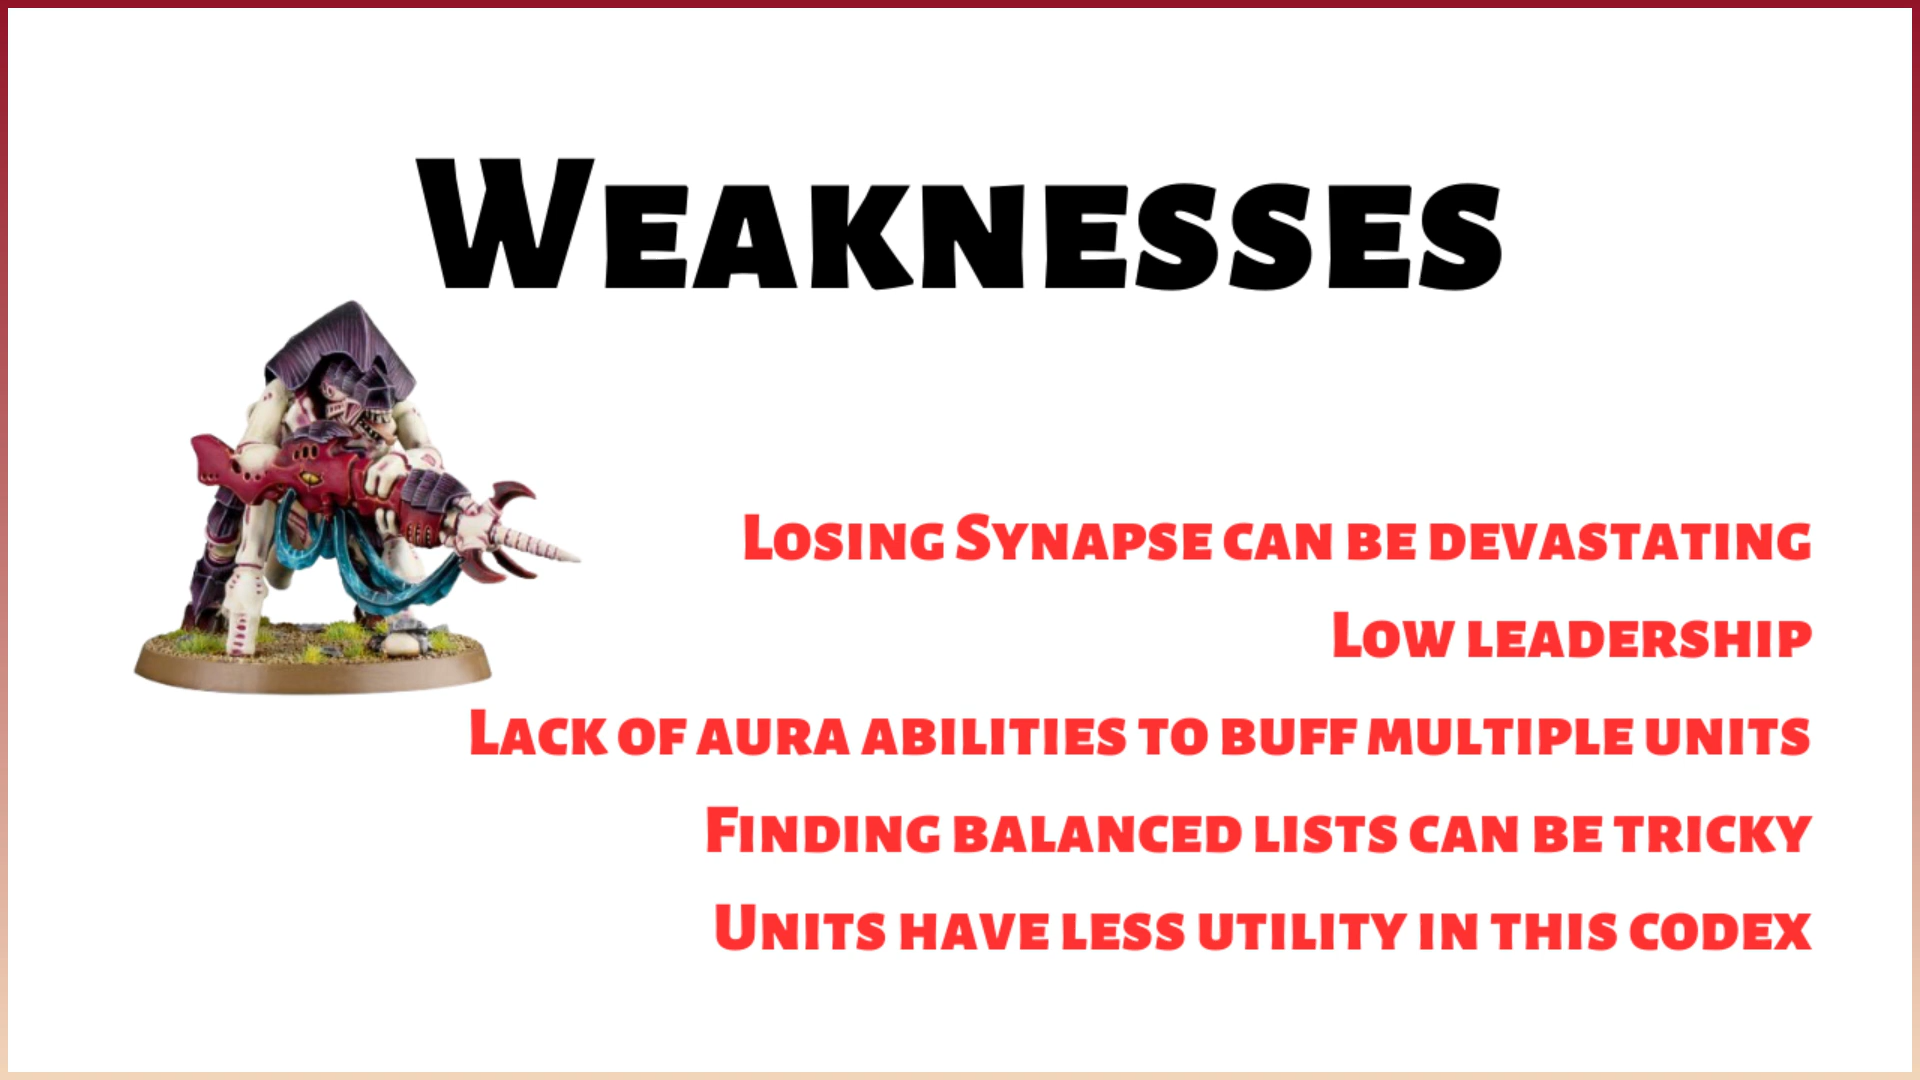 Weaknesses
Losing Synapse can be devastating
Low leadership
Lack of aura abilities to buff multiple units
Finding balanced lists can be tricky
Units have less utility in this codex